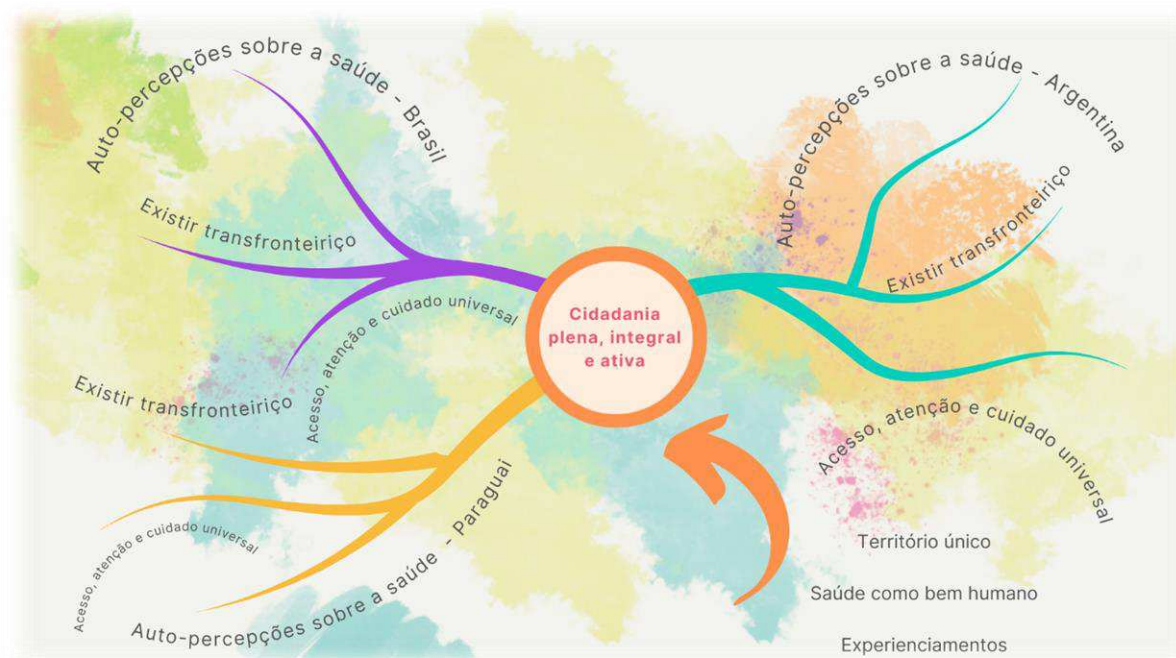 Auto-percepções sobre a saúde - Brasil
Existir transfronteiriço
Acesso, atenção e cuidado universal
Existir transfronteiriço
Acesso, atenção e cuidado universal
Auto-percepções sobre a saúde - Paraguai
Cidadania
plena, integral
e ativa
Auto-percepções sobre a saúde - Argentina
Existir transfronteiriço
Acesso, atenção e cuidado universal
Território único
Saúde como bem humano
Experienciamentos